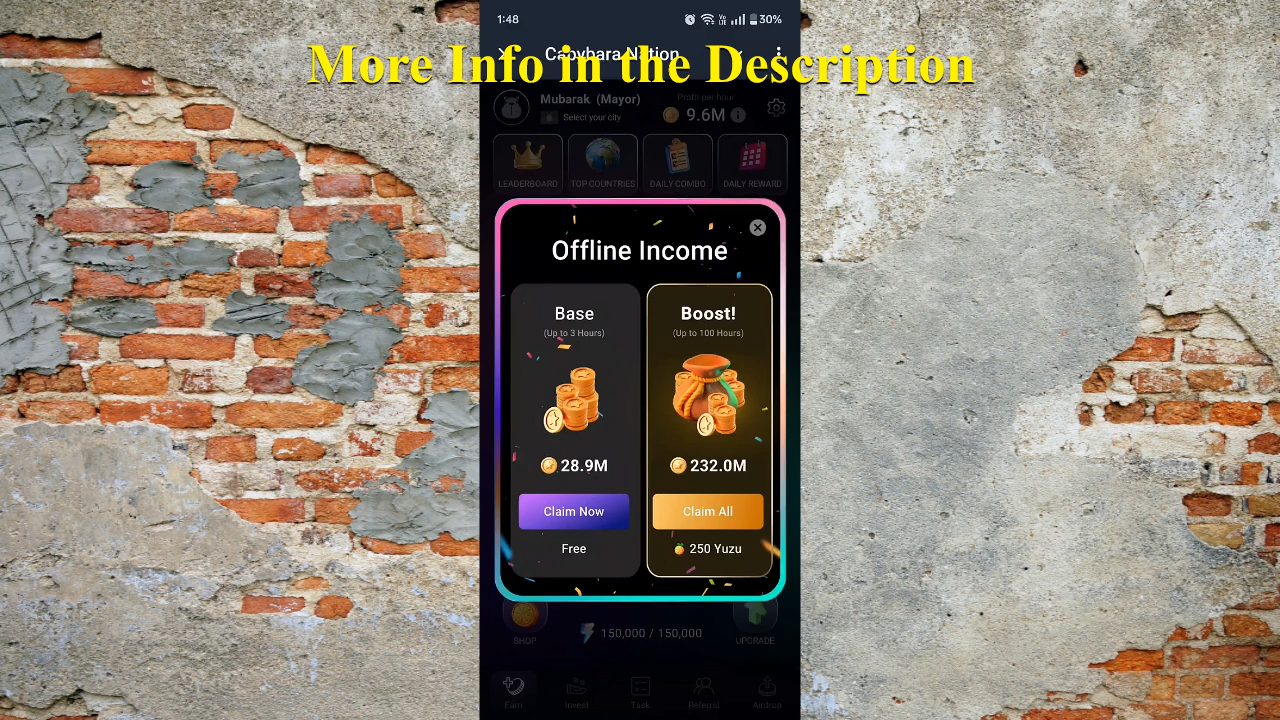 1:48
30%
Capybara Nation
More Info in the Description
Mubarak (Mayor)
Select your city
Profit per hour
9.6M
LEADERBOARD
TOP COUNTRIES
DAILY COMBO
DAILY REWARD
Offline Income
Base
(Up to 3 Hours)
28.9M
Claim Now
Free
Boost!
(Up to 100 Hours)
232.0M
Claim All
250 Yuzu
SHOP
150,000 / 150,000
UPGRADE
Earn
Invest
Task
Referral
Airdrop